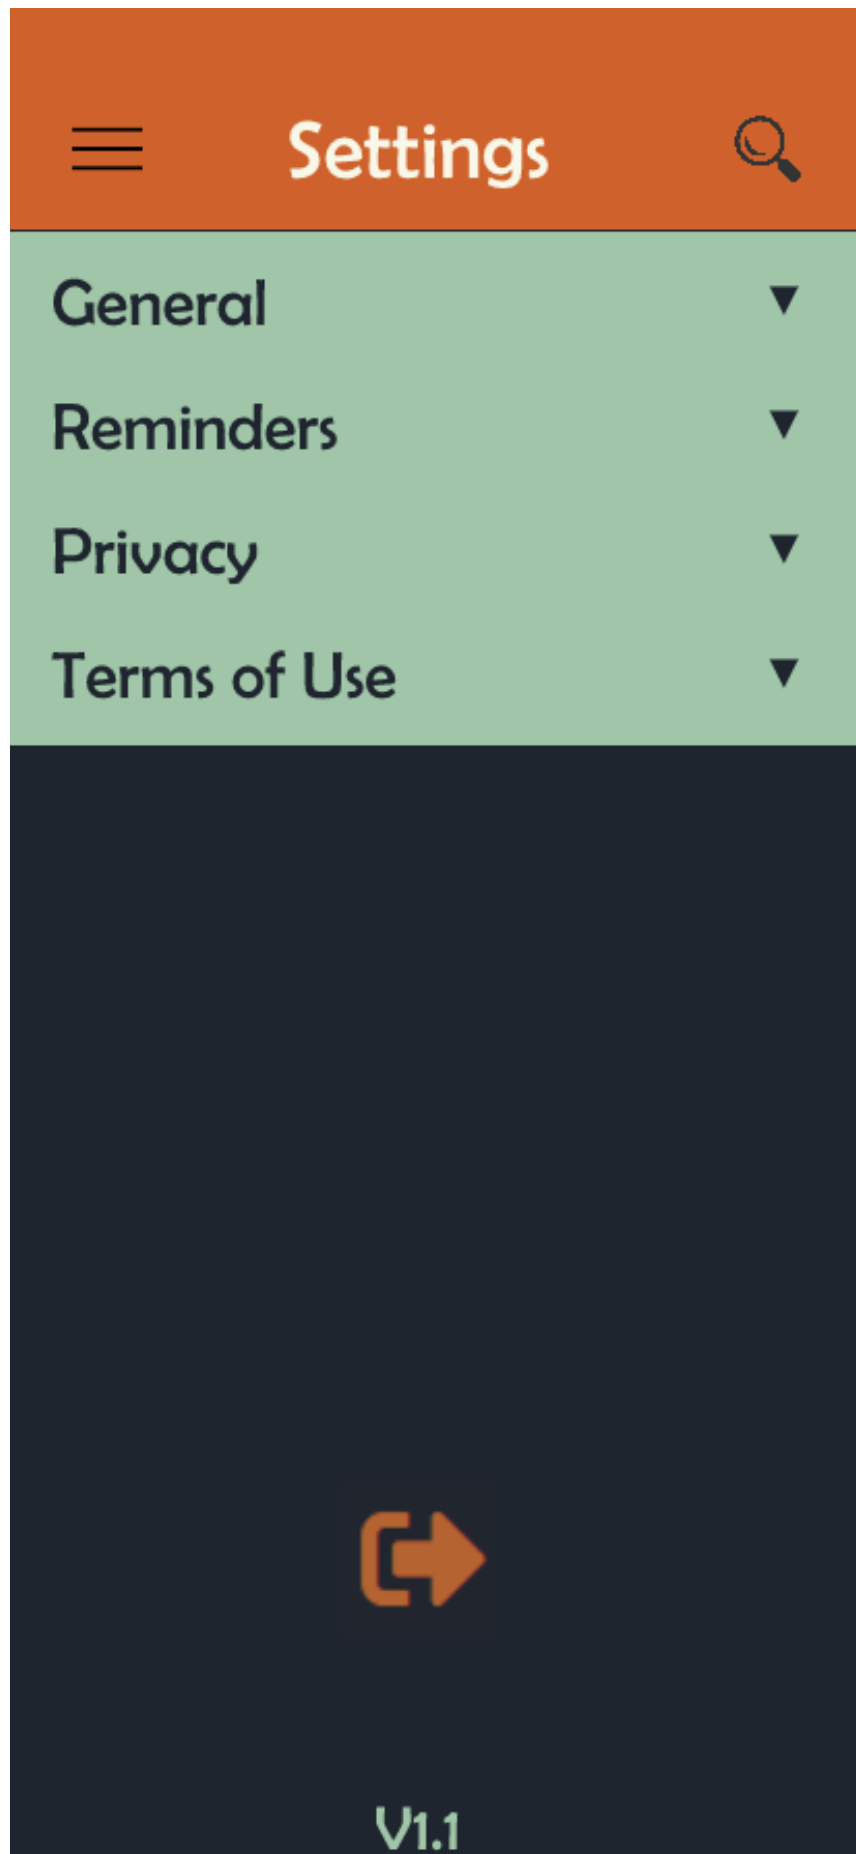 Settings
General
Reminders
Privacy
Terms of Use
V1.1